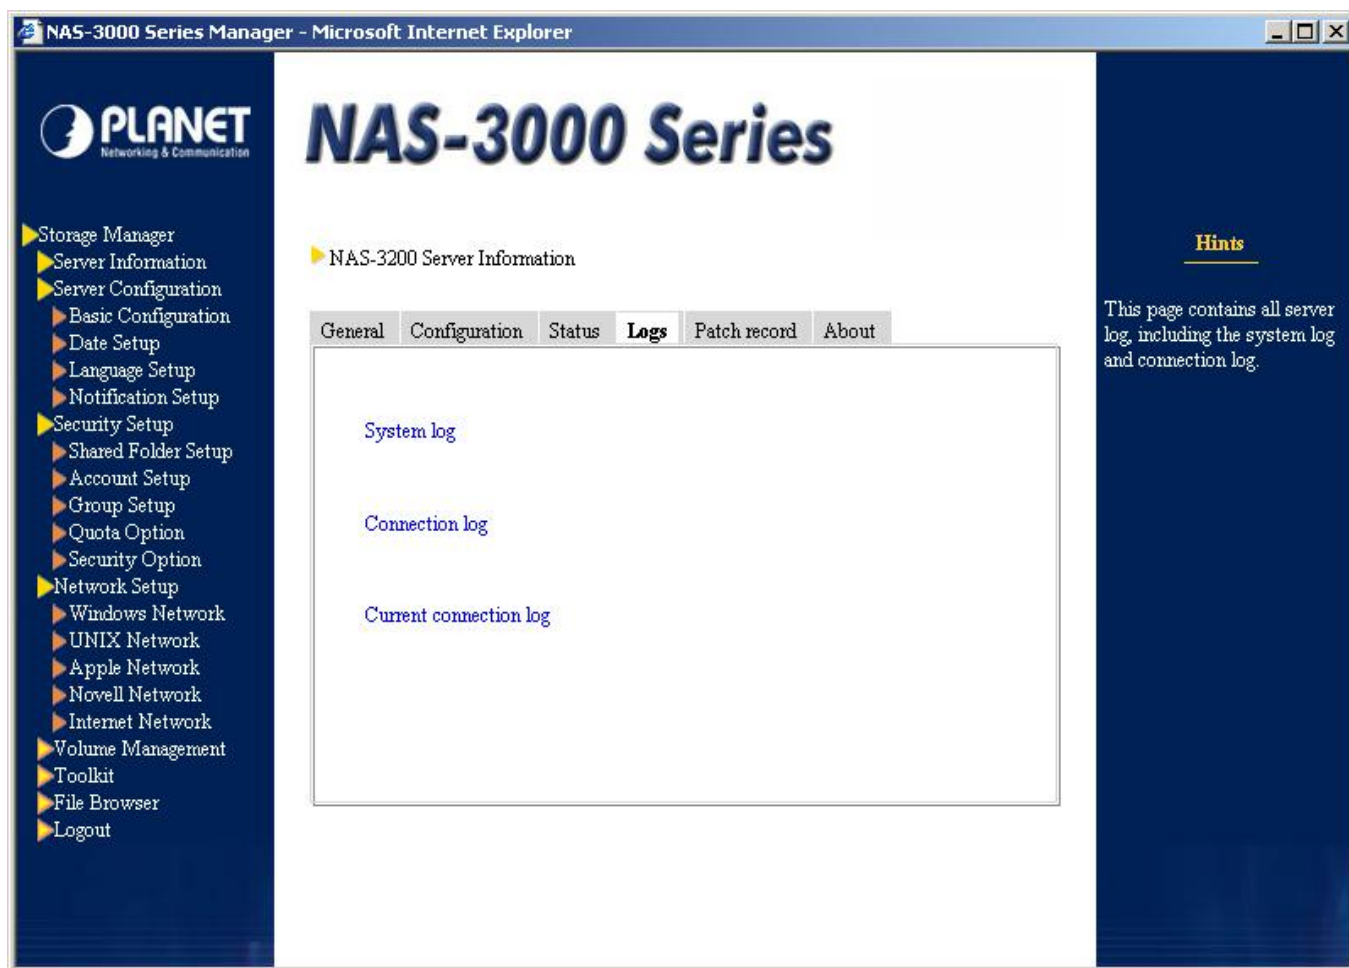 NAS-3000 Series Manager - Microsoft Internet Explorer
PLANET
Networking & Communication
NAS-3000 Series
Storage Manager
Server Information
Server Configuration
Basic Configuration
Date Setup
Language Setup
Notification Setup
Security Setup
Shared Folder Setup
Account Setup
Group Setup
Quota Option
Security Option
Network Setup
Windows Network
UNIX Network
Apple Network
Novell Network
Internet Network
Volume Management
Toolkit
File Browser
Logout
NAS-3200 Server Information
General Configuration Status Logs Patch record About
System log
Connection log
Current connection log
Hints
This page contains all server
log, including the system log
and connection log.